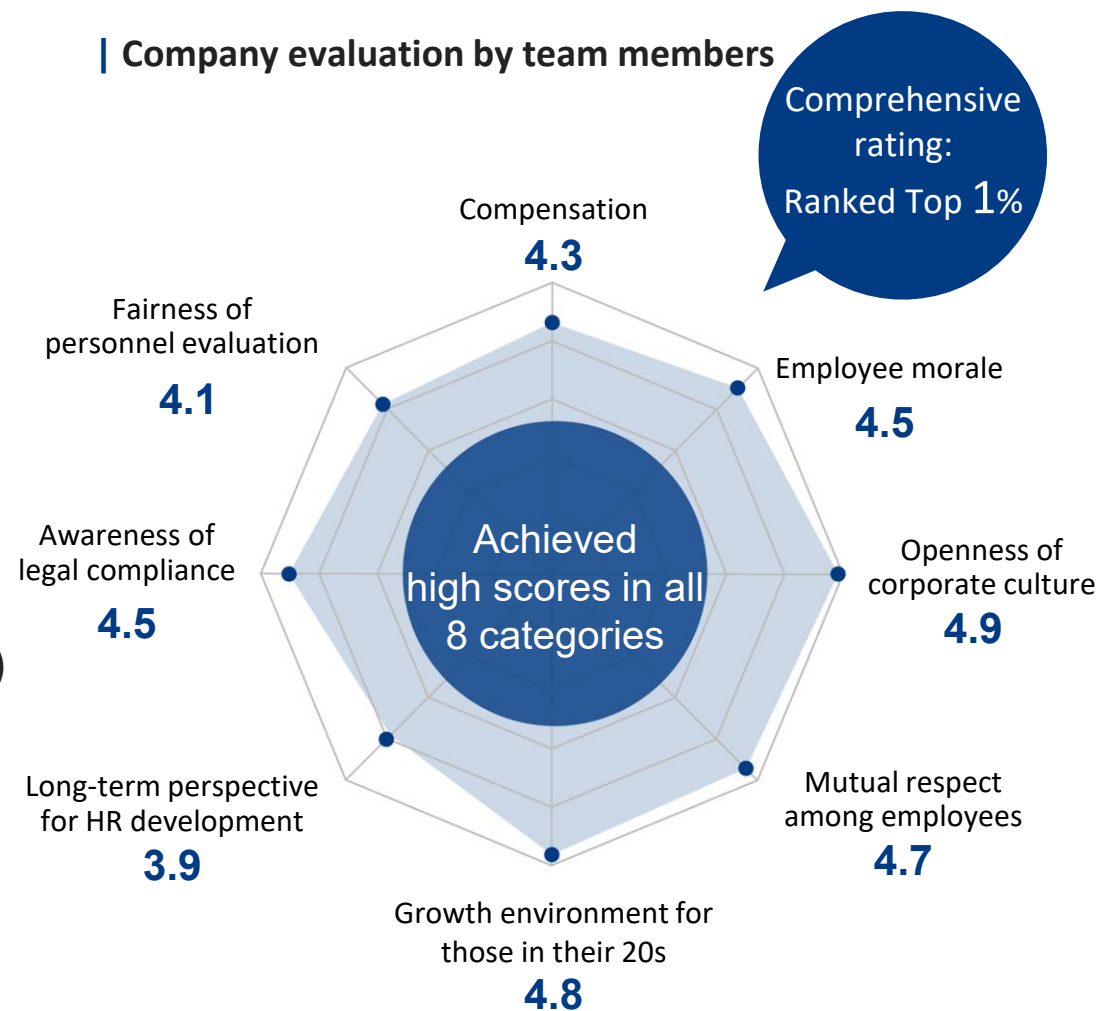 | Company evaluation by team members
Comprehensive
rating:
Ranked Top 1%
Compensation
4.3
Employee morale
4.5
Openness of
corporate culture
4.9
Mutual respect
among employees
4.7
Growth environment for
those in their 20s
4.8
Long-term perspective
for HR development
3.9
Awareness of
legal compliance
4.5
Fairness of
personnel evaluation
4.1
Achieved
high scores in all
8 categories
)